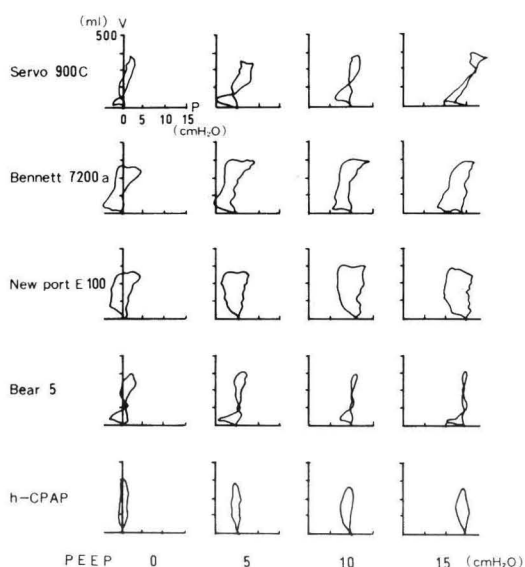 (ml) V
500
Servo 900C
P
0 5 10 15
(cmH₂O)
Bennett 7200a
New port E 100
Bear 5
h-CPAP
PEEP 0 5 10 15 (cmH₂O)